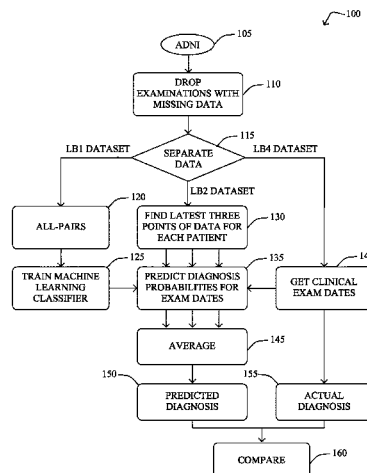 100
ADNI
105
DROP
EXAMINATIONS WITH
MISSING DATA
110
SEPARATE
DATA
115
LB1 DATASET
LB2 DATASET
LB4 DATASET
120
ALL-PAIRS
130
FIND LATEST THREE
POINTS OF DATA FOR
EACH PATIENT
125
TRAIN MACHINE
LEARNING
CLASSIFIER
135
PREDICT DIAGNOSIS
PROBABILITIES FOR
EXAM DATES
GET CLINICAL
EXAM DATES
AVERAGE
145
150
PREDICTED
DIAGNOSIS
155
ACTUAL
DIAGNOSIS
COMPARE
160